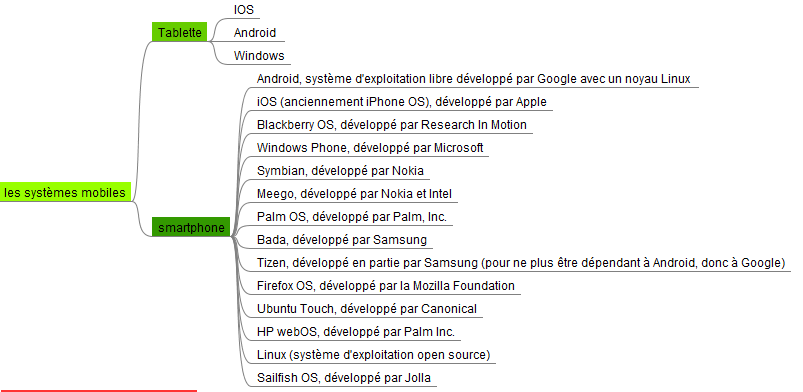 les systèmes mobiles
Tablette
IOS
Android
Windows
smartphone
Android, système d'exploitation libre développé par Google avec un noyau Linux
iOS (anciennement iPhone OS), développé par Apple
Blackberry OS, développé par Research In Motion
Windows Phone, développé par Microsoft
Symbian, développé par Nokia
Meego, développé par Nokia et Intel
Palm OS, développé par Palm, Inc.
Bada, développé par Samsung
Tizen, développé en partie par Samsung (pour ne plus être dépendant à Android, donc à Google)
Firefox OS, développé par la Mozilla Foundation
Ubuntu Touch, développé par Canonical
HP webOS, développé par Palm Inc.
Linux (système d'exploitation open source)
Sailfish OS, développé par Jolla